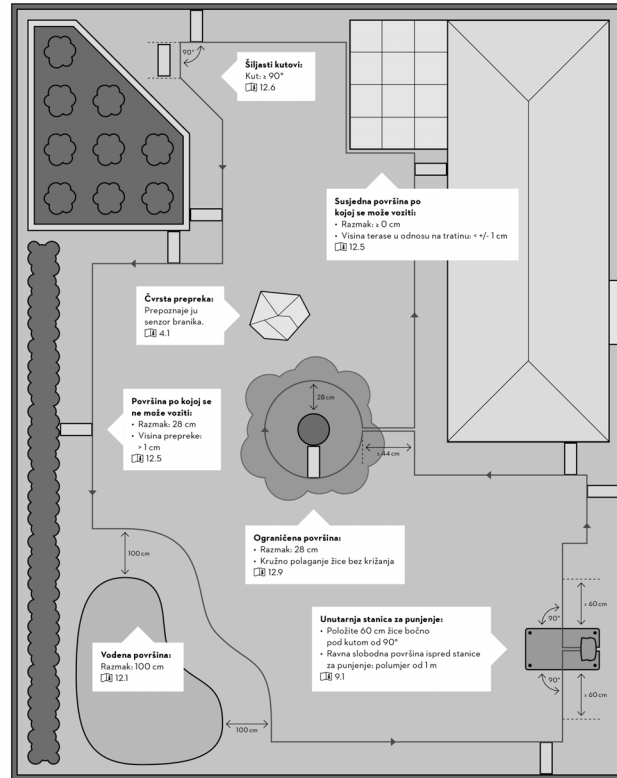 90°
Šiljasti kutovi:
Kut: ≥ 90°
12.6
Susjedna površina po
kojoj se može voziti:
• Razmak: ≥ 0 cm
• Visina terase u odnosu na tratinu: < +/- 1 cm
12.5
Čvrsta prepreka:
Prepoznaje ju
senzor branika.
4.1
28 cm
Površina po kojoj se
ne može voziti:
• Razmak: 28 cm
• Visina prepreke:
> 1 cm
12.5
≥ 44 cm
Ograničena površina:
• Razmak: 28 cm
• Kružno polaganje žice bez križanja
12.9
100 cm
≥ 60 cm
90°
Unutarnja stanica za punjenje:
• Položite 60 cm žice bočno
pod kutom od 90°
• Ravna slobodna površina ispred stanice
za punjenje: polumjer od 1 m
9.1
90°
≥ 60 cm
Vodena površina:
Razmak: 100 cm
12.1
100 cm